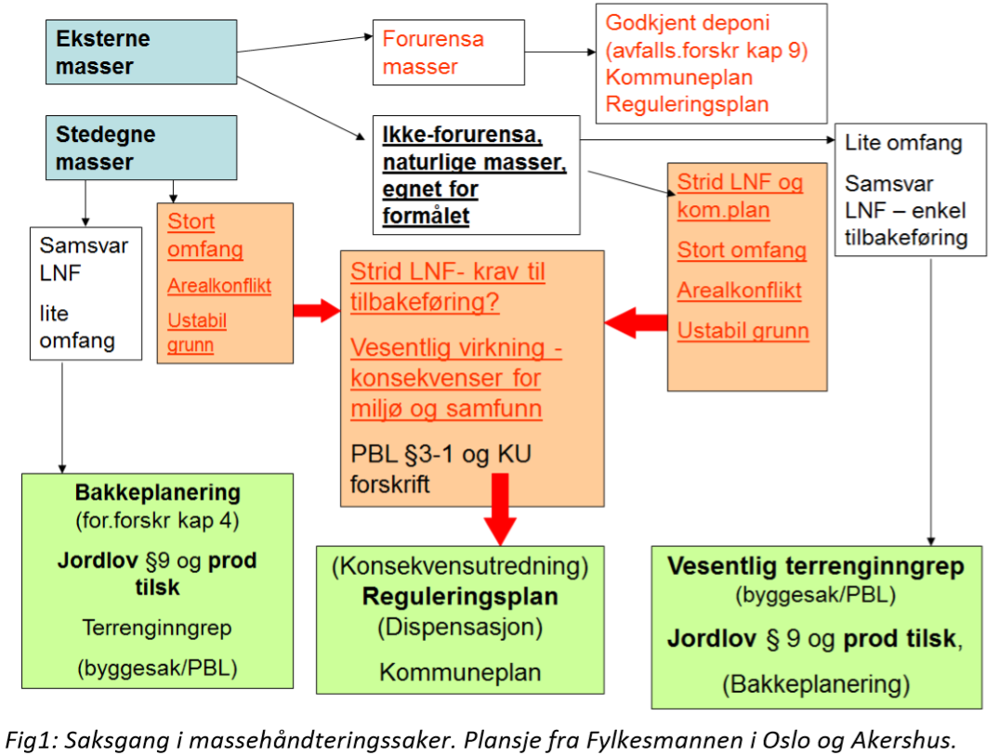 Eksterne
masser
Forurensa
masser
Godkjent deponi
(avfalls.forskr kap 9)
Kommuneplan
Reguleringsplan
Stedegne
masser
Ikke-forurensa,
naturlige masser,
egnet for
formålet
Lite omfang
Samsvar
LNF – enkel
tilbakeføring
Samsvar
LNF
lite
omfang
Stort
omfang
Arealkonflikt
Ustabil
grunn
Strid LNF- krav til
tilbakeføring?
Vesentlig virkning -
konsekvenser for
miljø og samfunn
PBL §3-1 og KU
forskrift
Strid LNF og
kom.plan
Stort omfang
Arealkonflikt
Ustabil grunn
Bakkeplanering
(for.forskr kap 4)
Jordlov §9 og prod
tilsk
Terrenginngrep
(byggesak/PBL)
(Konsekvensutredning)
Reguleringsplan
(Dispensasjon)
Kommuneplan
Vesentlig terrenginngrep
(byggesak/PBL)
Jordlov § 9 og prod tilsk,
(Bakkeplanering)
Fig1: Saksgang i massehåndteringssaker. Plansje fra Fylkesmannen i Oslo og Akershus.